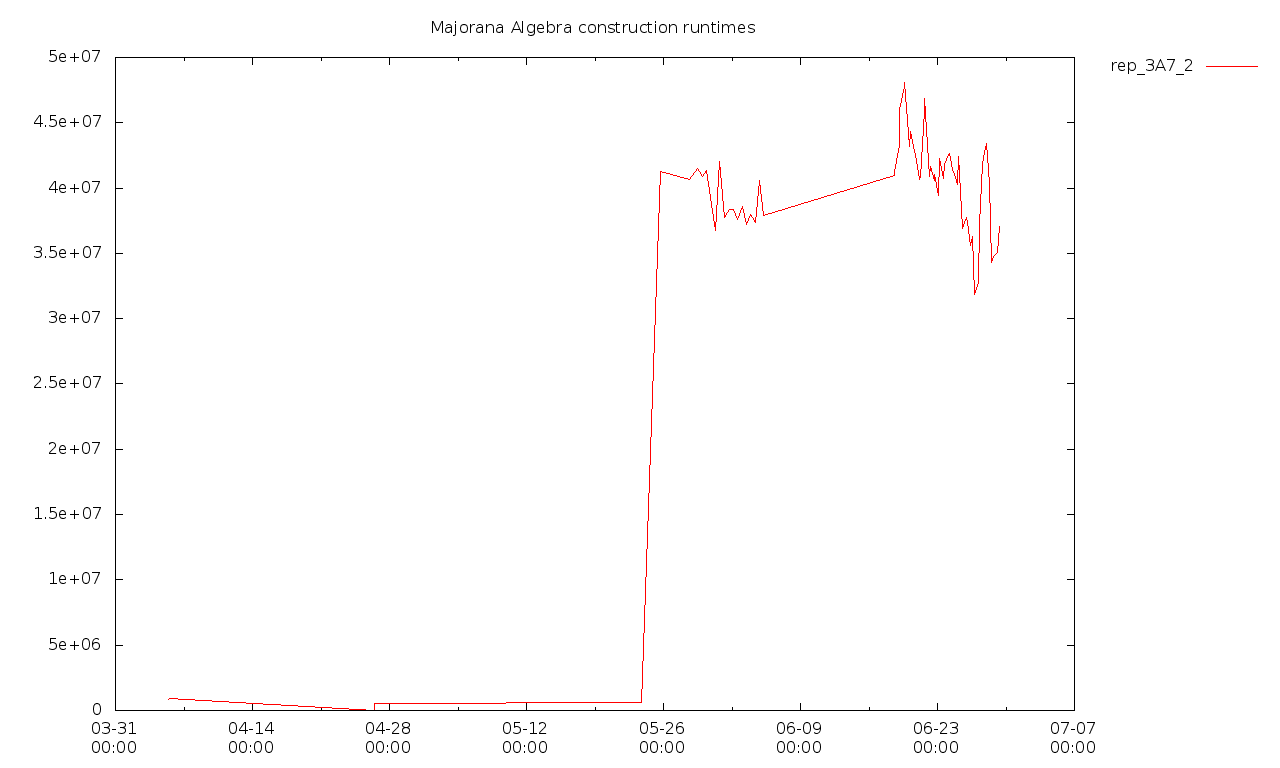 Majorana Algebra construction runtimes
rep_3A7_2
5e+07
4.5e+07
4e+07
3.5e+07
3e+07
2.5e+07
2e+07
1.5e+07
1e+07
5e+06
0
03-31 04-14 04-28 05-12 05-26 06-09 06-23 07-07
00:00 00:00 00:00 00:00 00:00 00:00 00:00 00:00